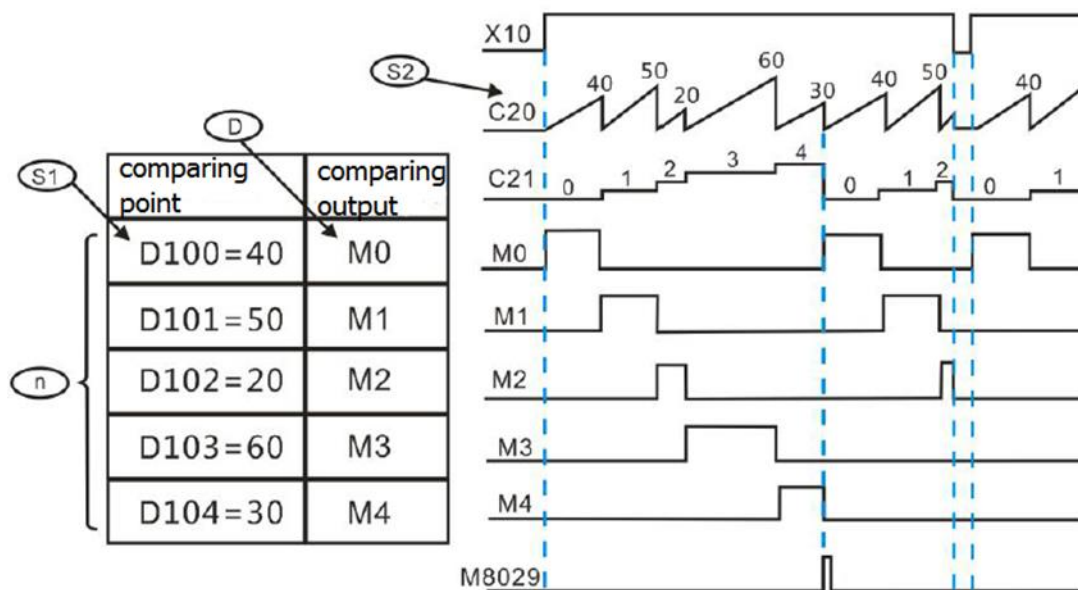 S1
D
S2
n
comparing point
comparing output
D100=40
M0
D101=50
M1
D102=20
M2
D103=60
M3
D104=30
M4
X10
C20
40
50
20
60
30
40
50
40
C21
0
1
2
3
4
0
1
2
0
1
M0
M1
M2
M3
M4
M8029